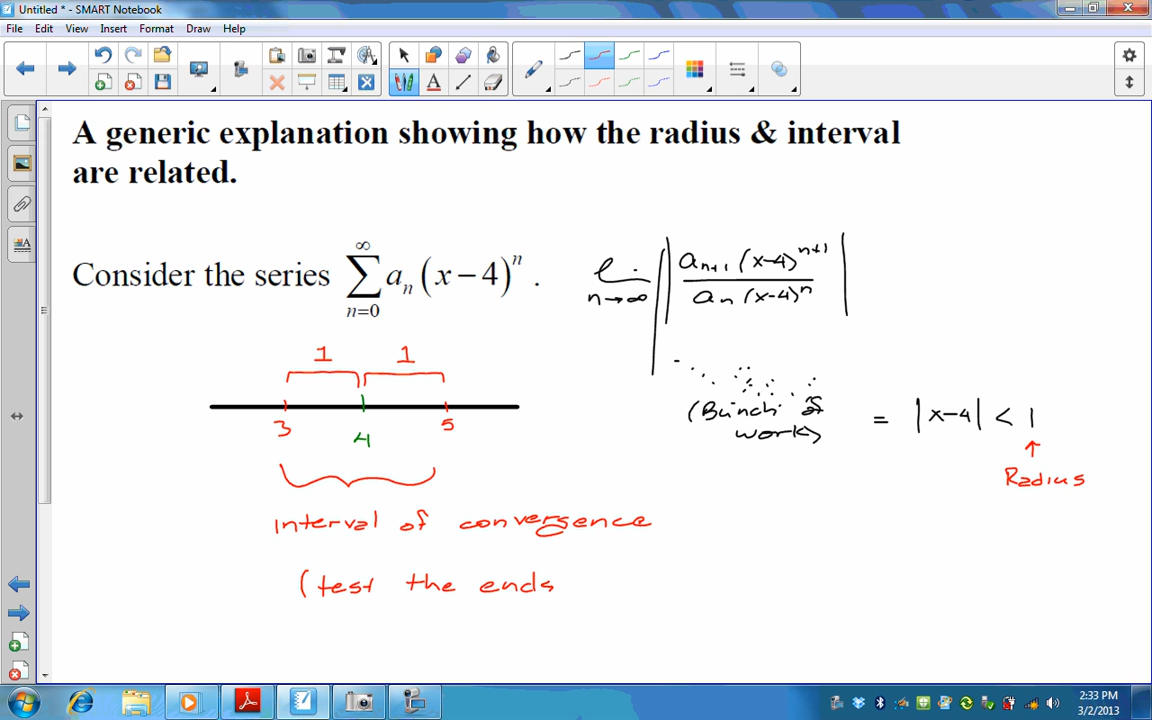 Untitled * - SMART Notebook
File Edit View Insert Format Draw Help
A generic explanation showing how the radius & interval
are related.
Consider the series ∑_{n=0}^{∞} a_n (x − 4)^n .
n→∞ | a_{n+1} (x-4)^{n+1} / a_n (x-4)^n |
(Bunch of
work)
= |x-4| < 1
Radius
1 1
3 4 5
interval of convergence
(test the ends
2:33 PM
3/2/2013